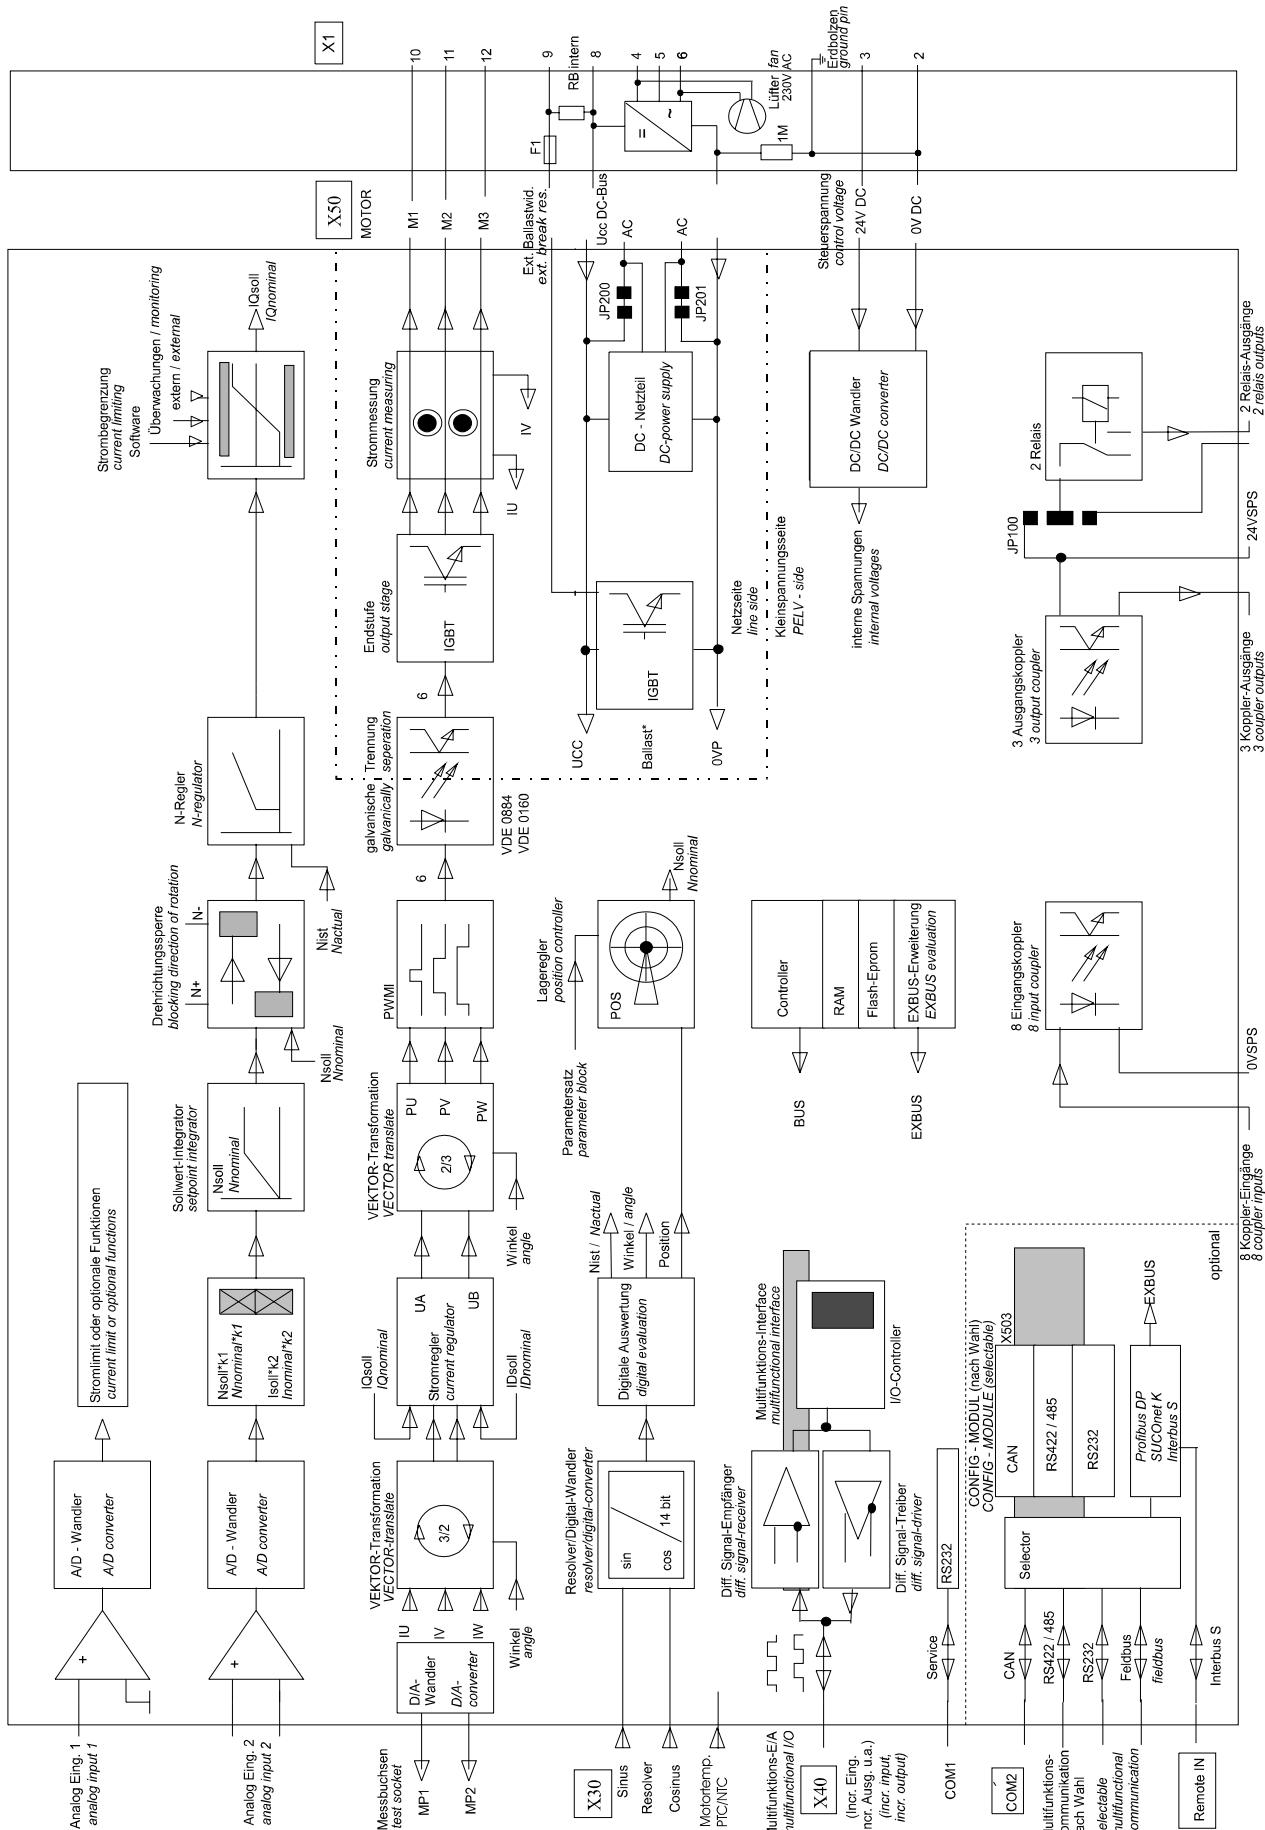 X1
10
11
12
9
RB intern
8
4
5
6
Lüfter fan
230V AC
Erdbolzen
ground pin
3
2
F1
=
~
1M
X50
MOTOR
M1
M2
M3
Ext. Ballastwid.
ext. break res.
Ucc DC-Bus
AC
AC
Steuerspannung
control voltage
24V DC
0V DC
Strombegrenzung
current limiting
Software
Überwachungen / monitoring
extern / external
IQsoll
IQnominal
Strommessung
current measuring
IV
IU
JP200
JP201
DC - Netzteil
DC-power supply
DC/DC Wandler
DC/DC converter
interne Spannungen
internal voltages
2 Relais
JP100
2 Relais-Ausgänge
2 relais outputs
24VSPS
Endstufe
output stage
IGBT
6
IGBT
Ballast*
UCC
0VP
Netzseite
line side
Kleinspannungsseite
PELV - side
3 Ausgangskoppler
3 output coupler
3 Koppler-Ausgänge
3 coupler outputs
N-Regler
N-regulator
Nist
Nactual
galvanische Trennung
galvanically seperation
VDE 0884
VDE 0160
6
Drehrichtungssperre
blocking direction of rotation
N+
N-
Nsoll
Nnominal
PWMI
Lageregler
position controller
POS
Nsoll
Nnominal
Parametersatz
parameter block
Controller
RAM
Flash-Eprom
EXBUS-Erweiterung
EXBUS evaluation
BUS
EXBUS
8 Eingangskoppler
8 input coupler
0VSPS
8 Koppler-Eingänge
8 coupler inputs
Stromlimit oder optionale Funktionen
current limit or optional functions
Sollwert-Integrator
setpoint integrator
Nsoll
Nnominal
VEKTOR-Transformation
VECTOR translate
PU
PV
PW
2/3
Winkel
angle
Nsoll*k1
Nnominal*k1
Isoll*k2
Inominal*k2
IQsoll
IQnominal
Stromregler
current regulator
UA
UB
IDsoll
IDnominal
Digitale Auswertung
digital evaluation
Nist / Nactual
Winkel / angle
Position
Multifunktions-Interface
multifunctional interface
I/O-Controller
optional
A/D - Wandler
A/D converter
A/D - Wandler
A/D converter
VEKTOR-Transformation
VECTOR-translate
3/2
IU
IV
IW
Winkel
angle
Resolver/Digital-Wandler
resolver/digital-converter
sin
cos
14 bit
Diff. Signal-Empfänger
diff. signal-receiver
Diff. Signal-Treiber
diff. signal-driver
RS232
Service
CONFIG - MODUL (nach Wahl)
CONFIG - MODULE (selectable)
X503
CAN
RS422 / 485
RS232
Profibus DP
SUCOnet K
Interbus S
EXBUS
Selector
CAN
RS422 / 485
RS232
Feldbus
fieldbus
Interbus S
+
+
D/A-
Wandler
D/A-
converter
Analog Eing. 1
analog input 1
Analog Eing. 2
analog input 2
Messbuchsen
test socket
MP1
MP2
X30
Sinus
Resolver
Cosinus
Motortemp.
PTC/NTC
ultifunktions-E/A
ultifunctional I/O
X40
(Incr. Eing.
ncr. Ausg. u.a.)
(incr. input,
incr. output)
COM1
COM2
ultifunktions-
ommunikation
ach Wahl
electable
ultifunctional
ommunication
Remote IN